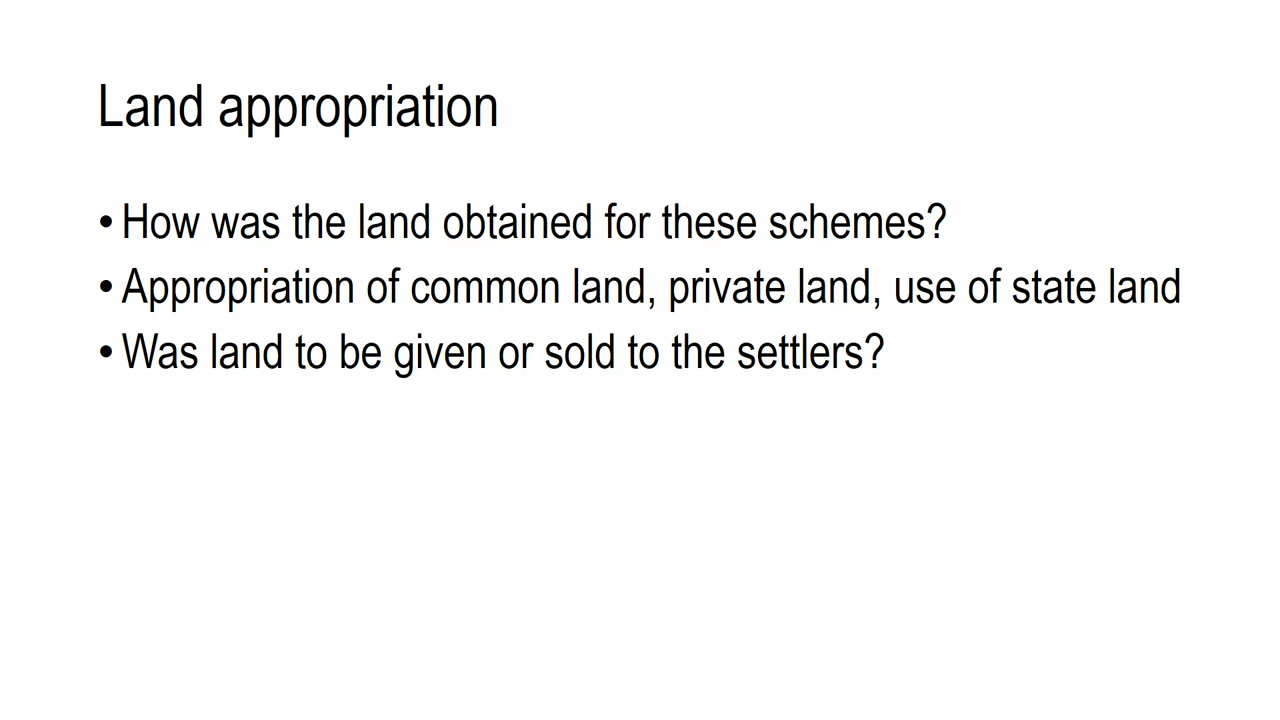 Land appropriation
• How was the land obtained for these schemes?
• Appropriation of common land, private land, use of state land
• Was land to be given or sold to the settlers?